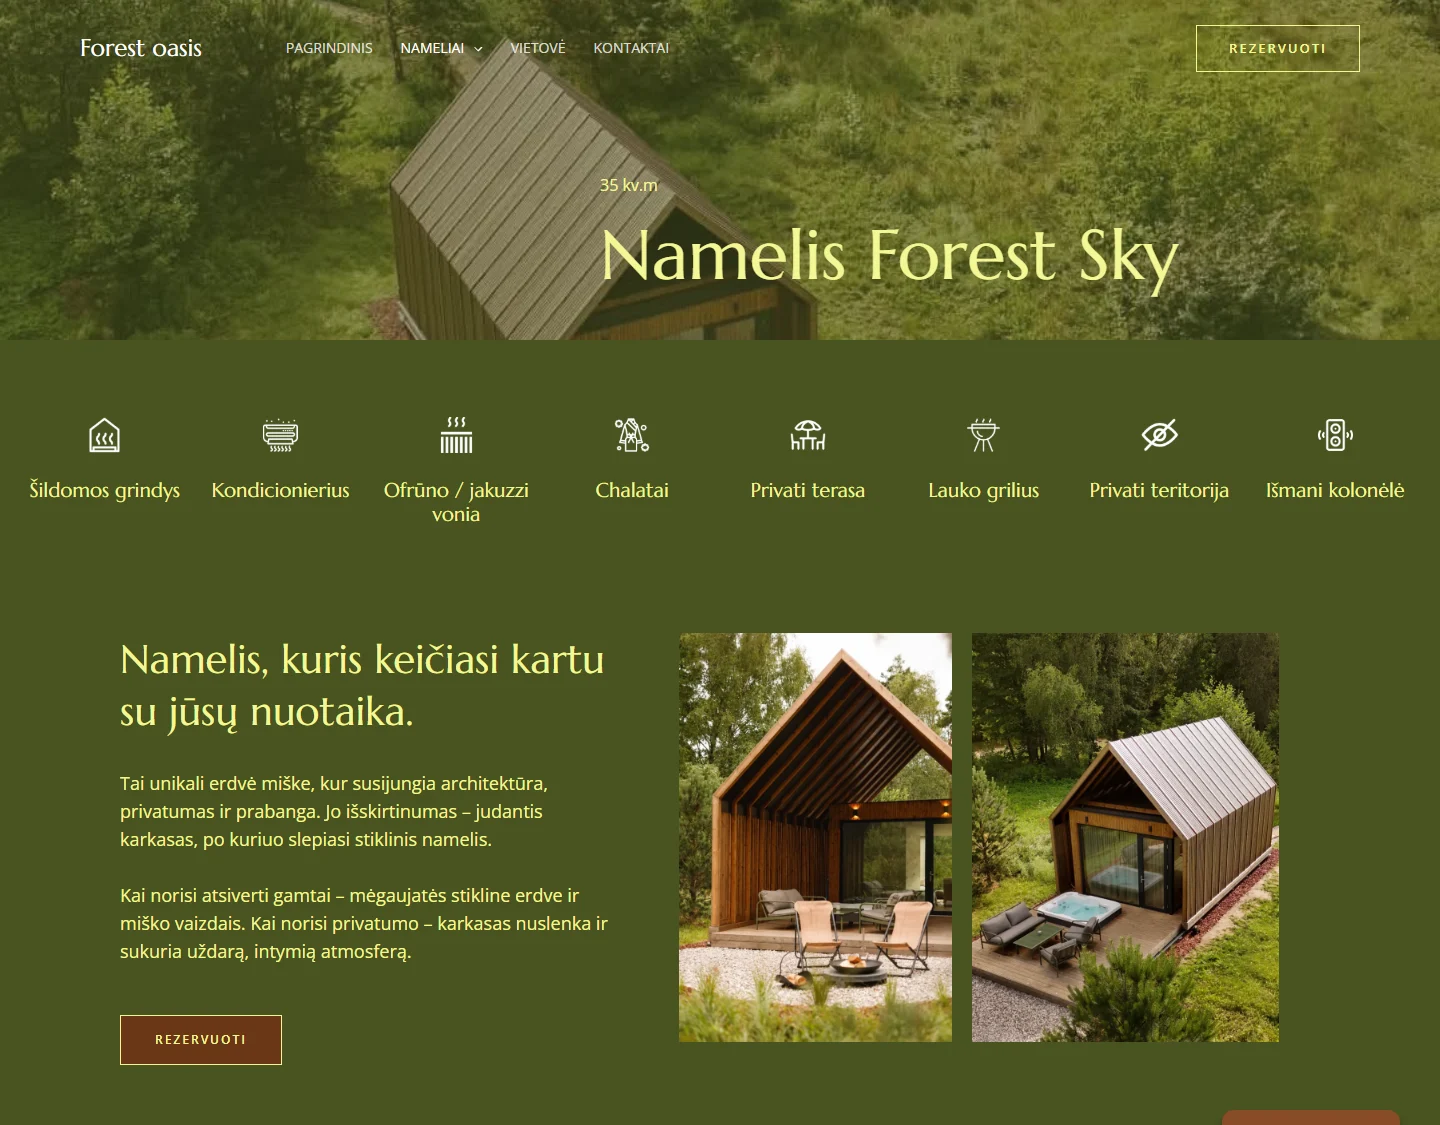 Forest oasis
PAGRINDINIS NAMELIAI VIETOVĖ KONTAKTAI
REZERVUOTI
35 kv.m
Namelis Forest Sky
Šildomos grindys
Kondicionierius
Ofrūno / jakuzzi
vonia
Chalatai
Privati terasa
Lauko grilius
Privati teritorija
Išmani kolonėlė
Namelis, kuris keičiasi kartu
su jūsų nuotaika.
Tai unikali erdvė miške, kur susijungia architektūra,
privatumas ir prabanga. Jo išskirtinumas – judantis
karkasas, po kuriuo slepiasi stiklinis namelis.
Kai norisi atsiverti gamtai – mėgaujatės stikline erdve ir
miško vaizdais. Kai norisi privatumo – karkasas nuslenka ir
sukuria uždarą, intymią atmosferą.
REZERVUOTI